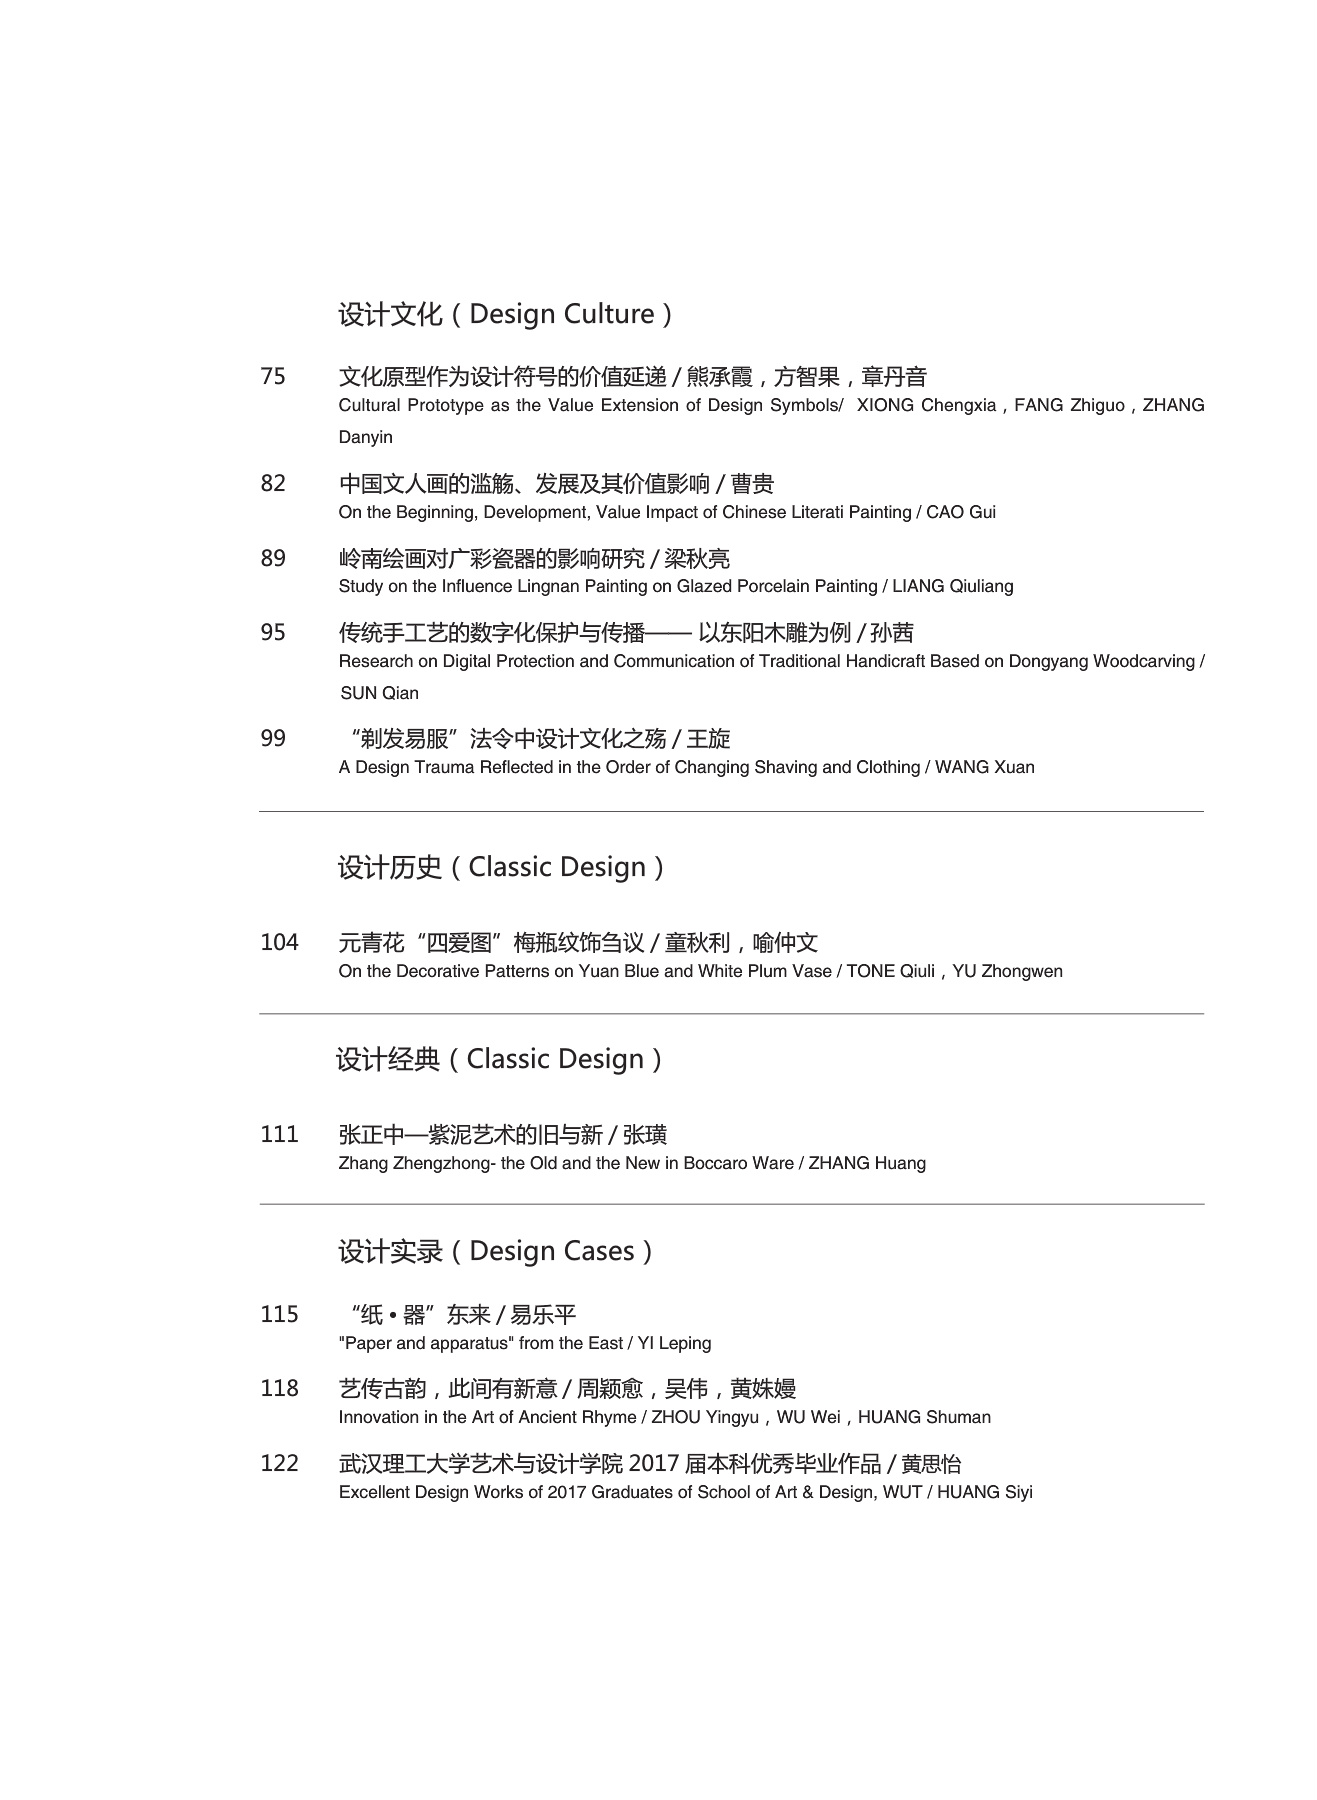 设计文化（Design Culture）
75 文化原型作为设计符号的价值延递 / 熊承霞，方智果，章丹音
Cultural Prototype as the Value Extension of Design Symbols/ XIONG Chengxia，FANG Zhiguo，ZHANG
Danyin
82 中国文人画的滥觞、发展及其价值影响 / 曹贵
On the Beginning, Development, Value Impact of Chinese Literati Painting / CAO Gui
89 岭南绘画对广彩瓷器的影响研究 / 梁秋亮
Study on the Influence Lingnan Painting on Glazed Porcelain Painting / LIANG Qiuliang
95 传统手工艺的数字化保护与传播—— 以东阳木雕为例 / 孙茜
Research on Digital Protection and Communication of Traditional Handicraft Based on Dongyang Woodcarving /
SUN Qian
99 “剃发易服”法令中设计文化之殇 / 王旋
A Design Trauma Reflected in the Order of Changing Shaving and Clothing / WANG Xuan
设计历史（Classic Design）
104 元青花“四爱图”梅瓶纹饰刍议 / 童秋利，喻仲文
On the Decorative Patterns on Yuan Blue and White Plum Vase / TONE Qiuli，YU Zhongwen
设计经典（Classic Design）
111 张正中—紫泥艺术的旧与新 / 张璜
Zhang Zhengzhong- the Old and the New in Boccaro Ware / ZHANG Huang
设计实录（Design Cases）
115 “纸 • 器”东来 / 易乐平
"Paper and apparatus" from the East / YI Leping
118 艺传古韵，此间有新意 / 周颖愈，吴伟，黄姝嫚
Innovation in the Art of Ancient Rhyme / ZHOU Yingyu，WU Wei，HUANG Shuman
122 武汉理工大学艺术与设计学院 2017 届本科优秀毕业作品 / 黄思怡
Excellent Design Works of 2017 Graduates of School of Art & Design, WUT / HUANG Siyi